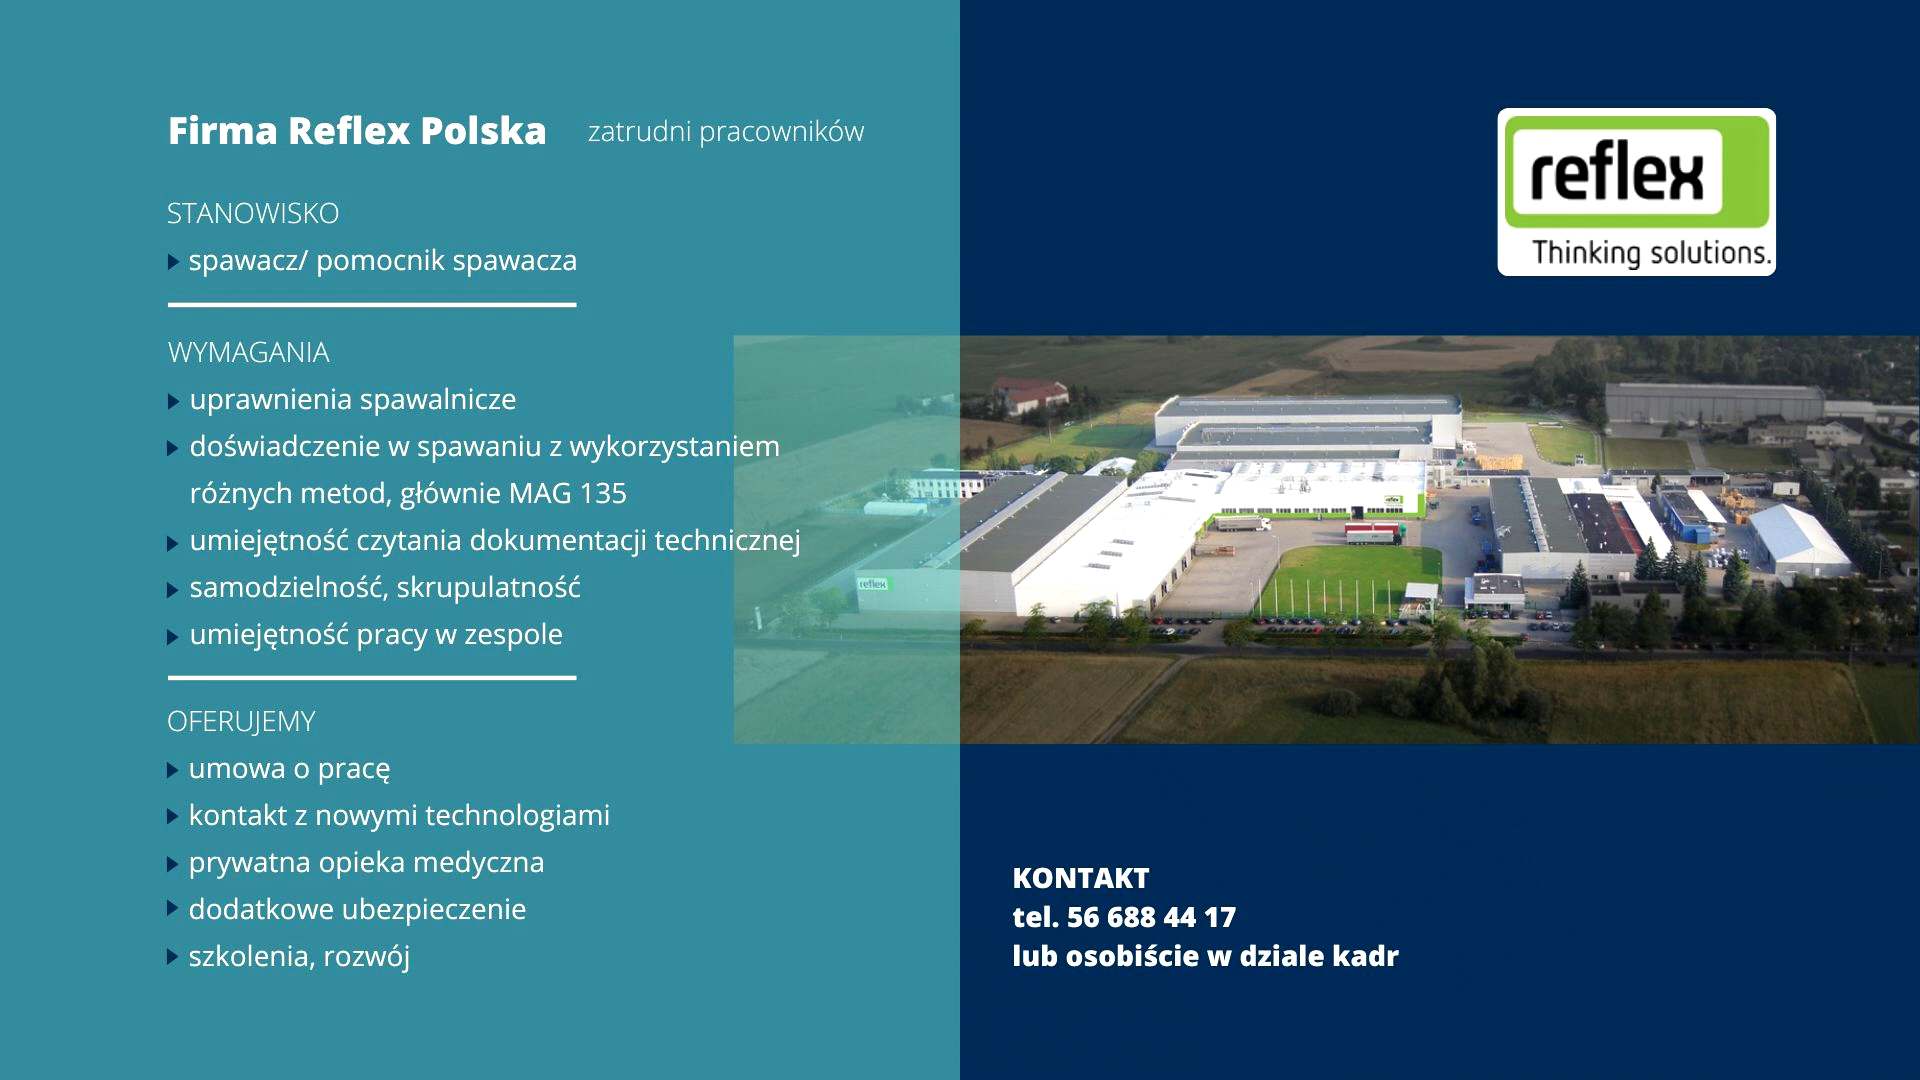 Firma Reflex Polska zatrudni pracowników
STANOWISKO
spawacz/ pomocnik spawacza
WYMAGANIA
uprawnienia spawalnicze
doświadczenie w spawaniu z wykorzystaniem
różnych metod, głównie MAG 135
umiejętność czytania dokumentacji technicznej
samodzielność, skrupulatność
umiejętność pracy w zespole
OFERUJEMY
umowa o pracę
kontakt z nowymi technologiami
prywatna opieka medyczna
dodatkowe ubezpieczenie
szkolenia, rozwój
reflex
Thinking solutions.
reflex
reflex
KONTAKT
tel. 56 688 44 17
lub osobiście w dziale kadr